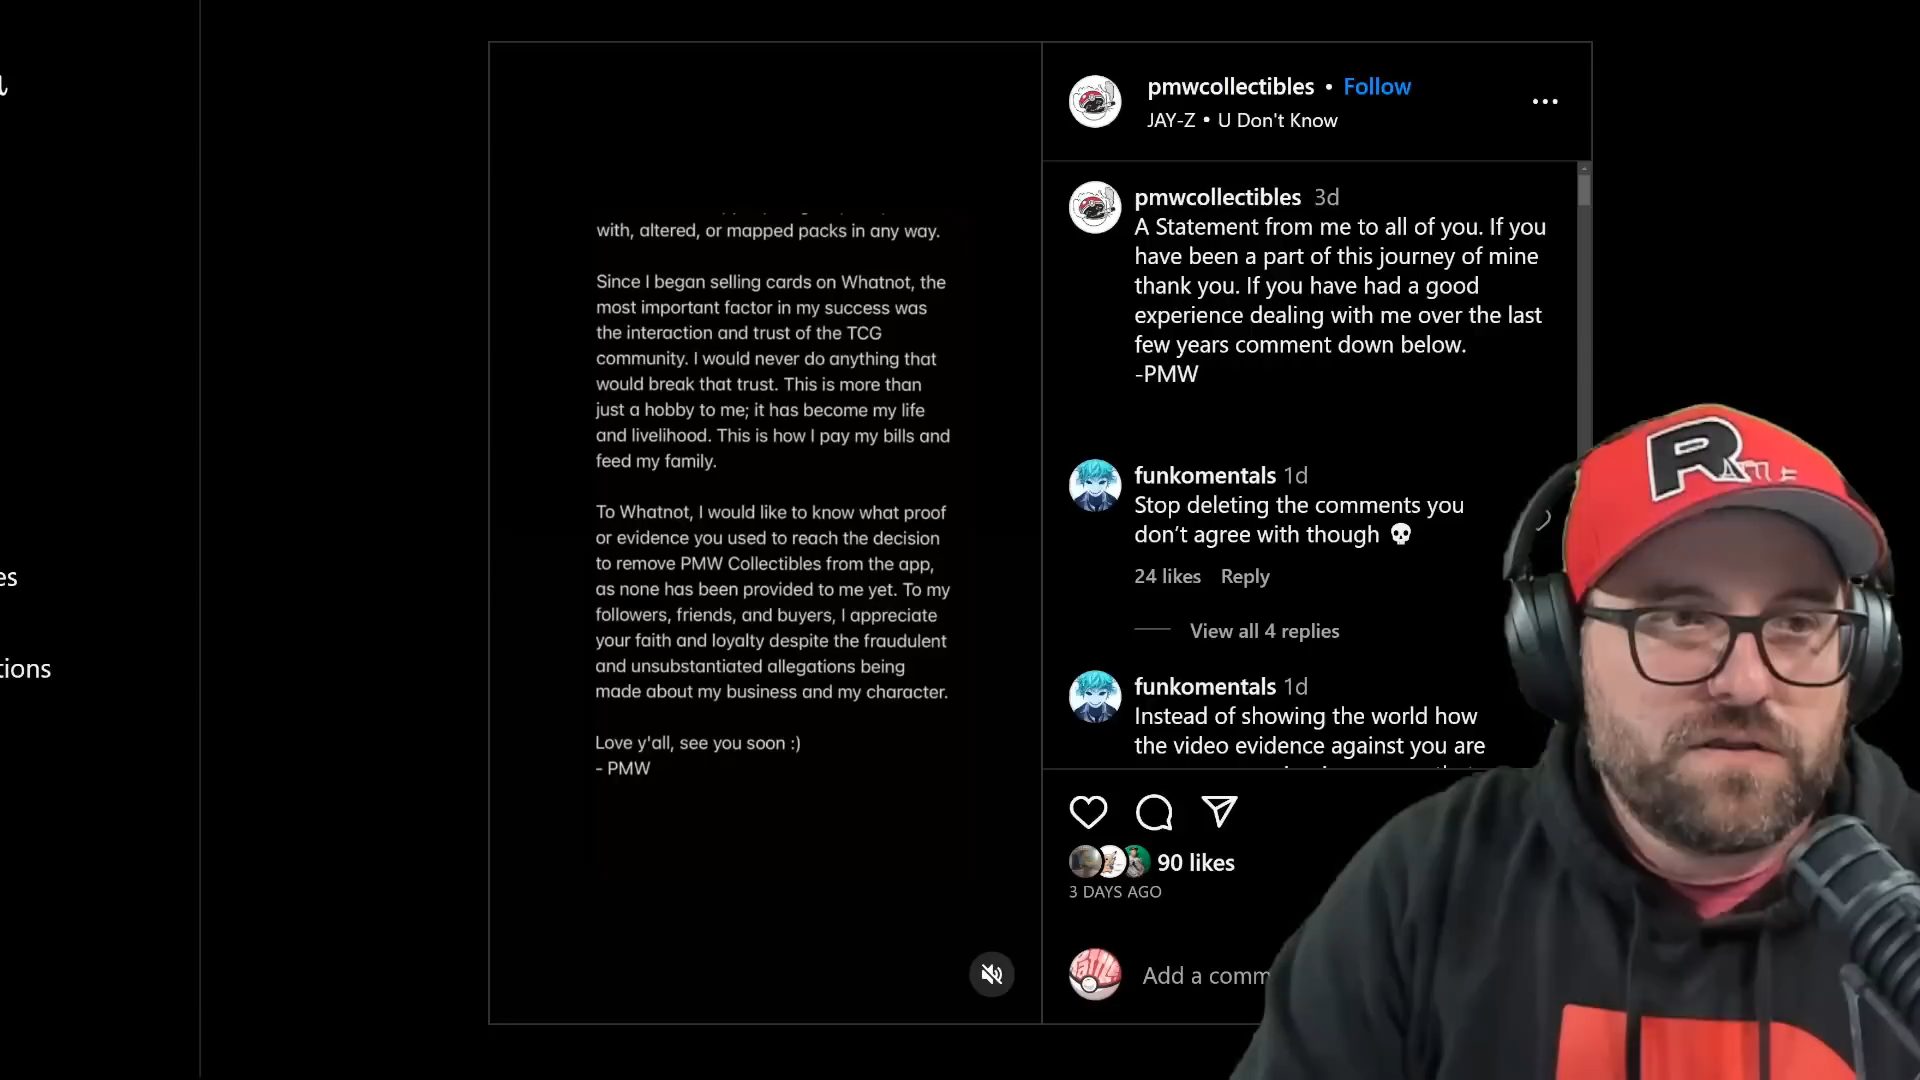 es
tions
with, altered, or mapped packs in any way.
Since I began selling cards on Whatnot, the
most important factor in my success was
the interaction and trust of the TCG
community. I would never do anything that
would break that trust. This is more than
just a hobby to me; it has become my life
and livelihood. This is how I pay my bills and
feed my family.
To Whatnot, I would like to know what proof
or evidence you used to reach the decision
to remove PMW Collectibles from the app,
as none has been provided to me yet. To my
followers, friends, and buyers, I appreciate
your faith and loyalty despite the fraudulent
and unsubstantiated allegations being
made about my business and my character.
Love y'all, see you soon :)
- PMW
pmwcollectibles • Follow
JAY-Z • U Don't Know
pmwcollectibles 3d
A Statement from me to all of you. If you
have been a part of this journey of mine
thank you. If you have had a good
experience dealing with me over the last
few years comment down below.
-PMW
funkomentals 1d
Stop deleting the comments you
don’t agree with though 💀
24 likes Reply
View all 4 replies
funkomentals 1d
Instead of showing the world how
the video evidence against you are
90 likes
3 DAYS AGO
Add a comm
R